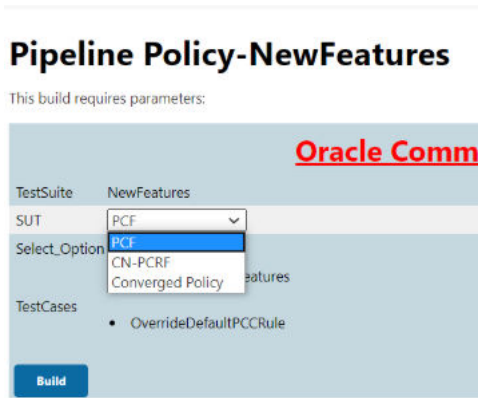 Pipeline Policy-NewFeatures
This build requires parameters:
Oracle Comm
TestSuite NewFeatures
SUT PCF
Select_Option PCF
CN-PCRF
Converged Policy
eatures
TestCases
OverrideDefaultPCCRule
Build